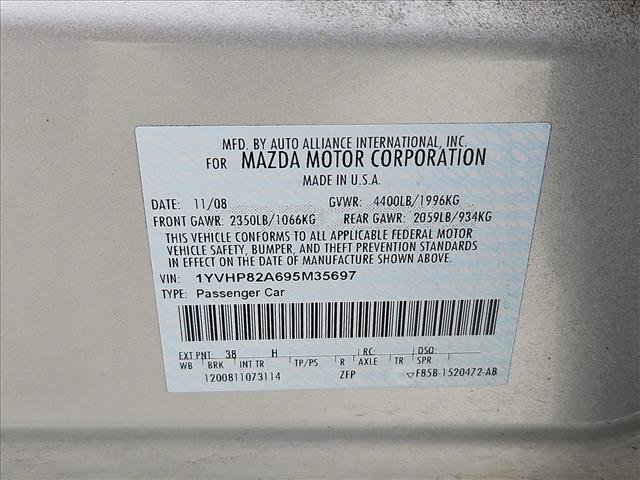 MFD. BY AUTO ALLIANCE INTERNATIONAL, INC.
FOR MAZDA MOTOR CORPORATION
MADE IN U.S.A.
DATE: 11/08 GVWR: 4400LB/1996KG
FRONT GAWR: 2350LB/1066KG REAR GAWR: 2059LB/934KG
THIS VEHICLE CONFORMS TO ALL APPLICABLE FEDERAL MOTOR
VEHICLE SAFETY, BUMPER, AND THEFT PREVENTION STANDARDS
IN EFFECT ON THE DATE OF MANUFACTURE SHOWN ABOVE.
VIN: 1YVHP82A695M35697
TYPE: Passenger Car
EXT PNT: 38 H RC: DSO:
WB BRK INT TR TP/PS R AXLE TR SPR
1200811073114 ZFP ▽F85B-1520472-AB